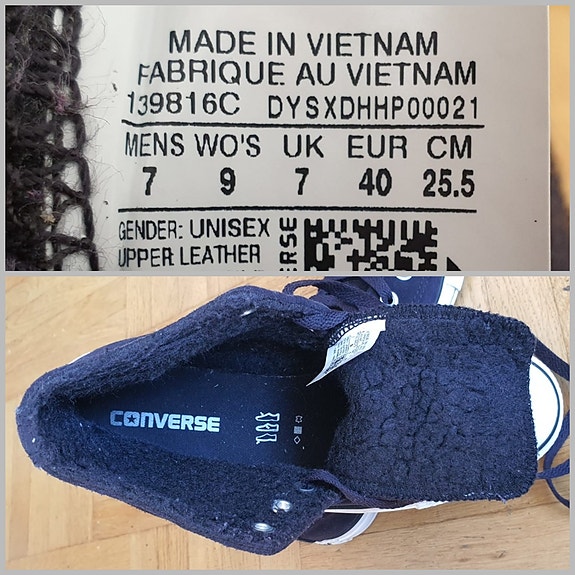 MADE IN VIETNAM
FABRIQUE AU VIETNAM
139816C DYSXDHHP00021
MENS WO'S UK EUR CM
7 9 7 40 25.5
GENDER: UNISEX
UPPER LEATHER
CONVERSE